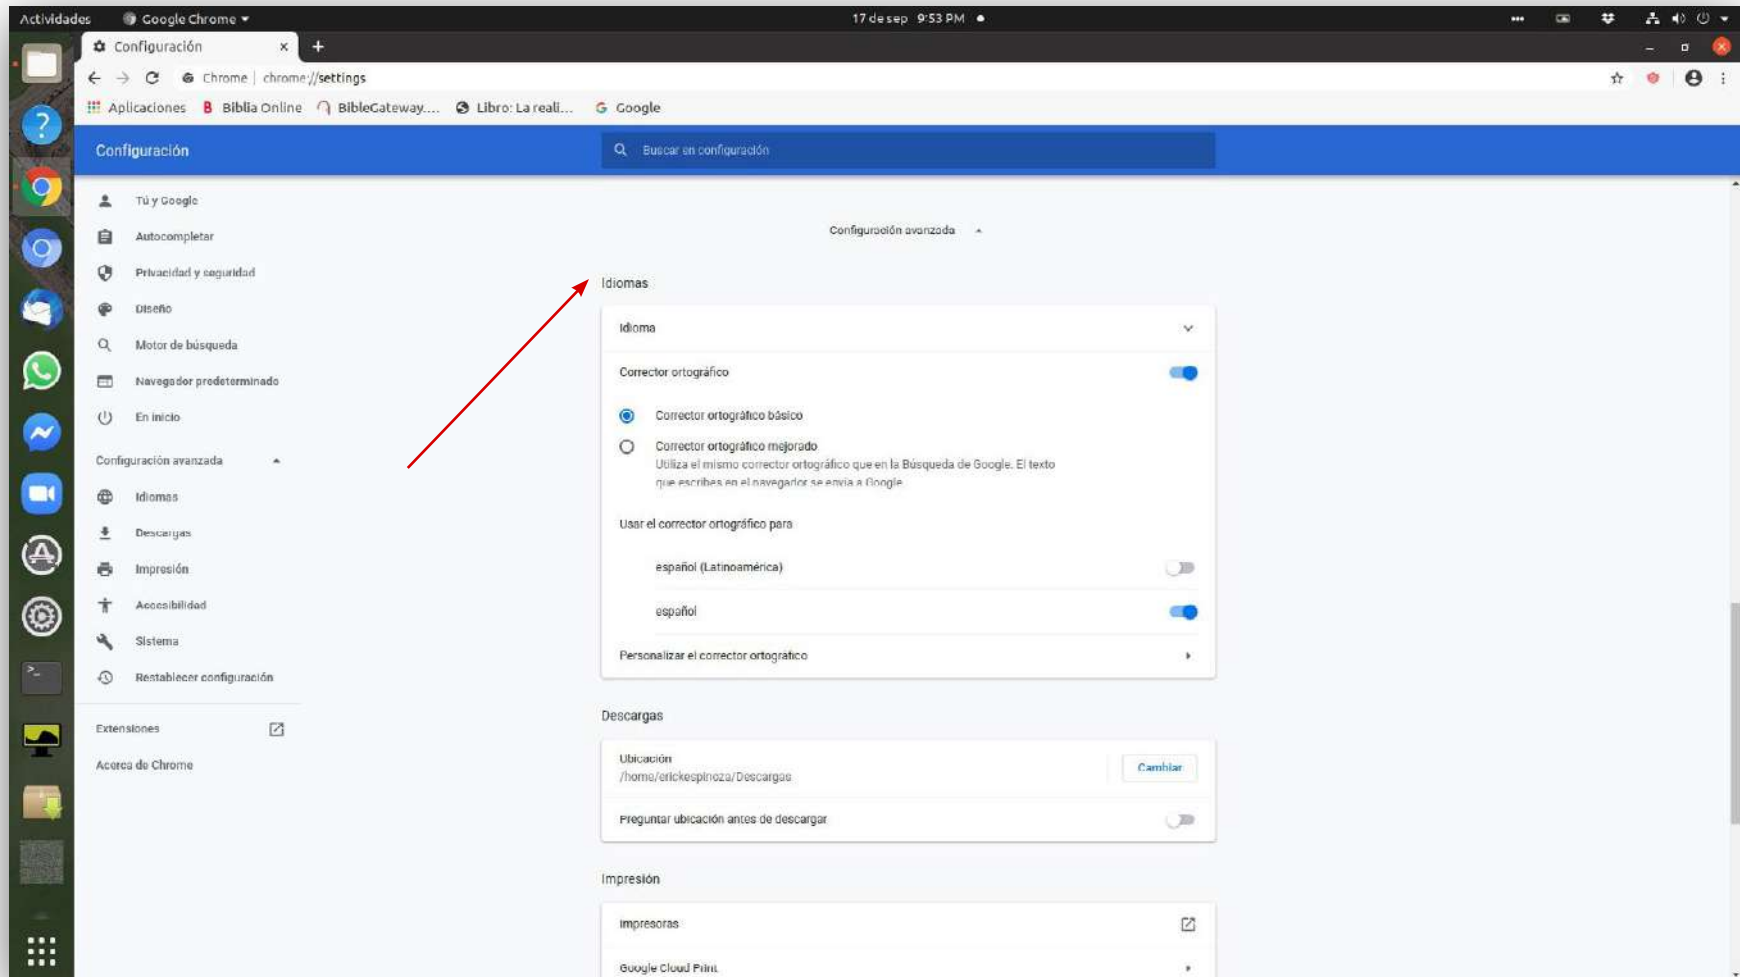 Actividades
Google Chrome
17 de sep 9:53 PM
Configuración
Chrome | chrome://settings
Aplicaciones
Biblia Online
BibleGateway....
Libro: La reali...
Google
Configuración
Buscar en configuración
Tú y Google
Autocompletar
Privacidad y seguridad
Diseño
Motor de búsqueda
Navegador predeterminado
En inicio
Configuración avanzada
Idiomas
Descargas
Impresión
Accesibilidad
Sistema
Restablecer configuración
Extensiones
Acerca de Chrome
Configuración avanzada
Idiomas
Idioma
Corrector ortográfico
Corrector ortográfico básico
Corrector ortográfico mejorado
Utiliza el mismo corrector ortográfico que en la Búsqueda de Google. El texto
que escribes en el navegador se envía a Google
Usar el corrector ortográfico para
español (Latinoamérica)
español
Personalizar el corrector ortográfico
Descargas
Ubicación
/home/erickespinoza/Descargas
Cambiar
Preguntar ubicación antes de descargar
Impresión
Impresoras
Google Cloud Print